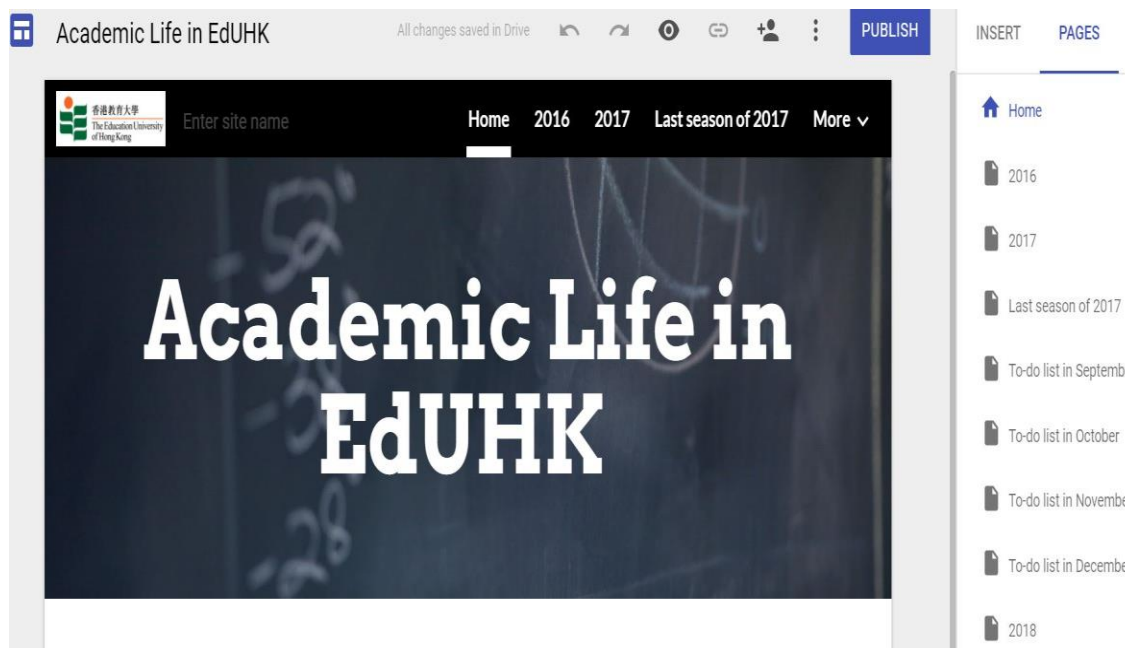 Academic Life in EdUHK
All changes saved in Drive
PUBLISH
INSERT PAGES
香港教育大學
The Education University
of Hong Kong
Enter site name
Home 2016 2017 Last season of 2017 More
Academic Life in
EdUHK
-52
-28
Home
2016
2017
Last season of 2017
To-do list in Septemb
To-do list in October
To-do list in Novembe
To-do list in Decembe
2018